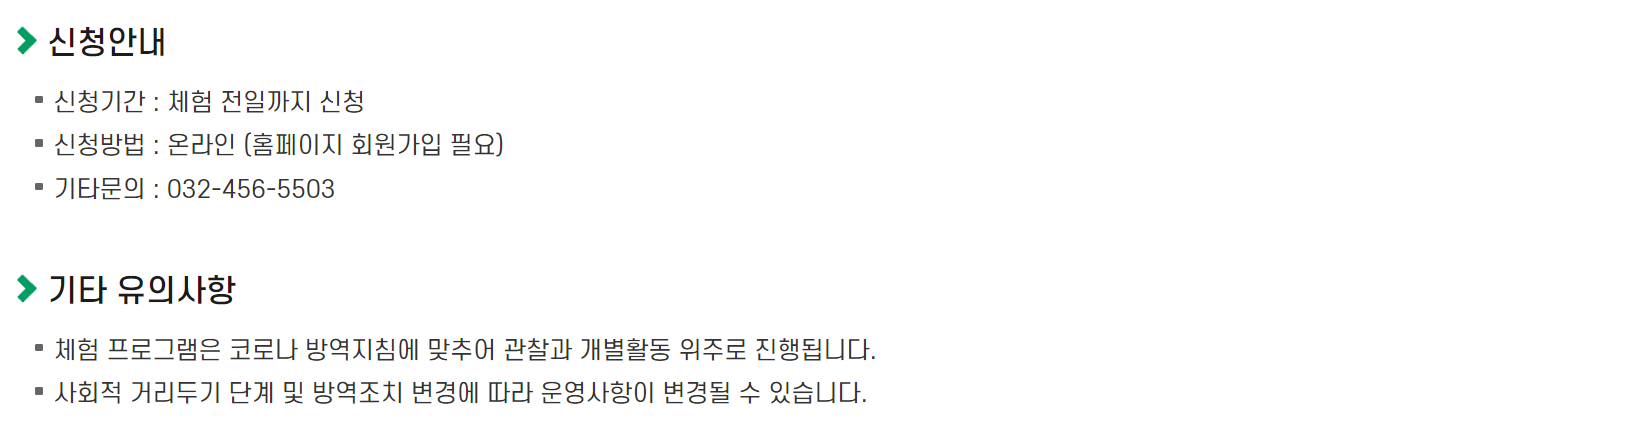 신청안내
신청기간 : 체험 전일까지 신청
신청방법 : 온라인 (홈페이지 회원가입 필요)
기타문의 : 032-456-5503
기타 유의사항
체험 프로그램은 코로나 방역지침에 맞추어 관찰과 개별활동 위주로 진행됩니다.
사회적 거리두기 단계 및 방역조치 변경에 따라 운영사항이 변경될 수 있습니다.